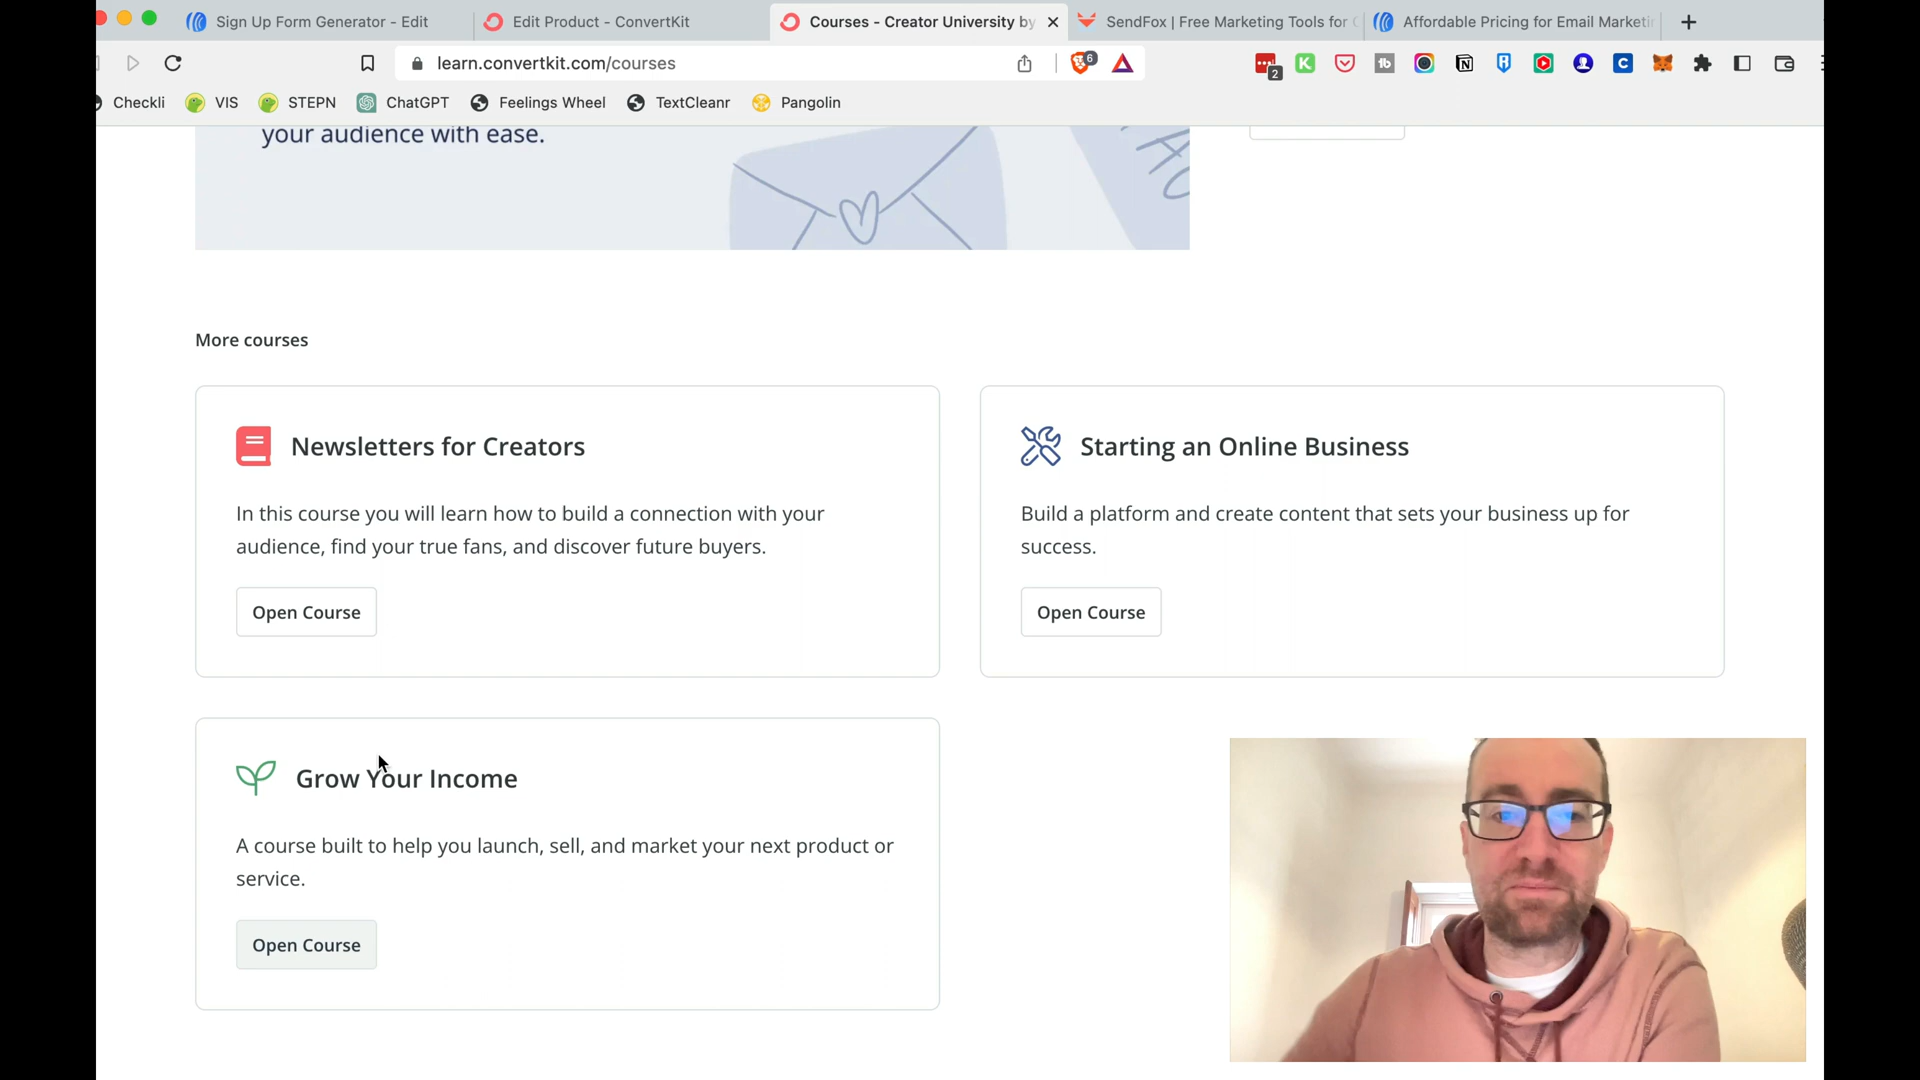 Sign Up Form Generator - Edit
Edit Product - ConvertKit
Courses - Creator University by
SendFox | Free Marketing Tools for
Affordable Pricing for Email Marketi
learn.convertkit.com/courses
6
2
Checkli
VIS
STEPN
ChatGPT
Feelings Wheel
TextCleanr
Pangolin
your audience with ease.
More courses
Newsletters for Creators
In this course you will learn how to build a connection with your
audience, find your true fans, and discover future buyers.
Open Course
Starting an Online Business
Build a platform and create content that sets your business up for
success.
Open Course
Grow Your Income
A course built to help you launch, sell, and market your next product or
service.
Open Course